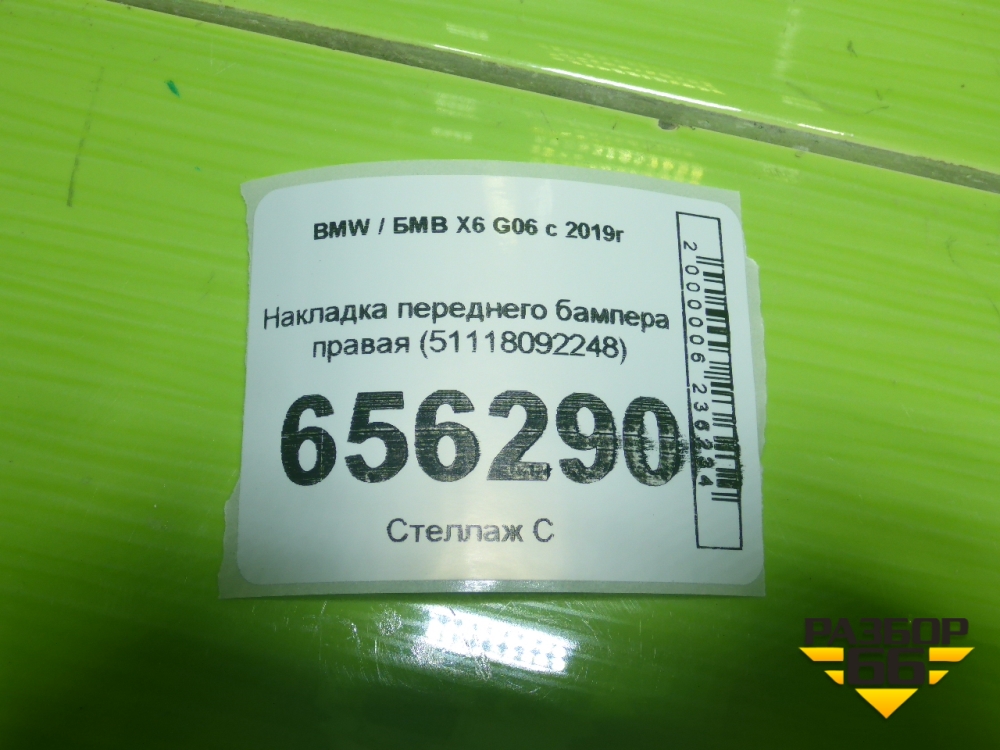 BMW / БМВ X6 G06 с 2019г
Накладка переднего бампера
правая (51118092248)
656290
Стеллаж С
2000006236234
РАЗБОР
66